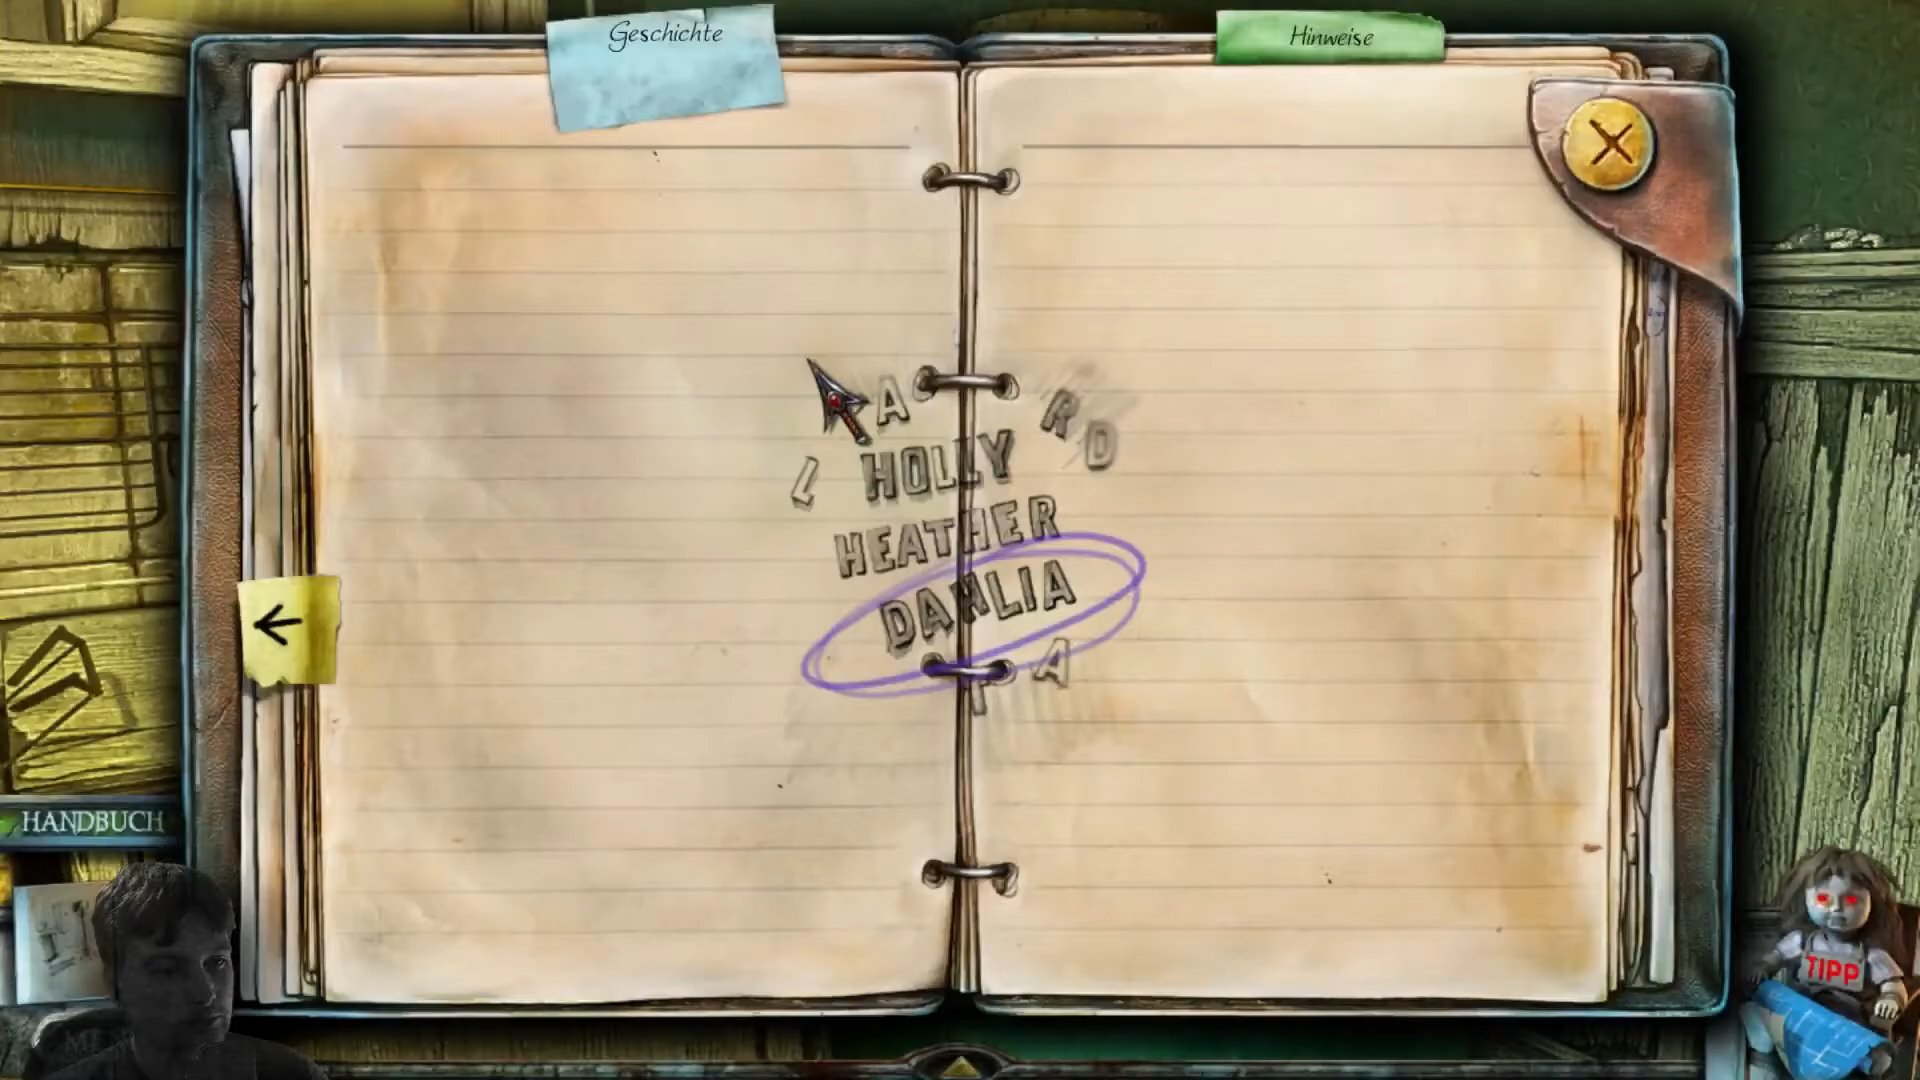 Geschichte
Hinweise
A
R
D
L
HOLLY
HEATHER
DAHLIA
A
HANDBUCH
TIPP